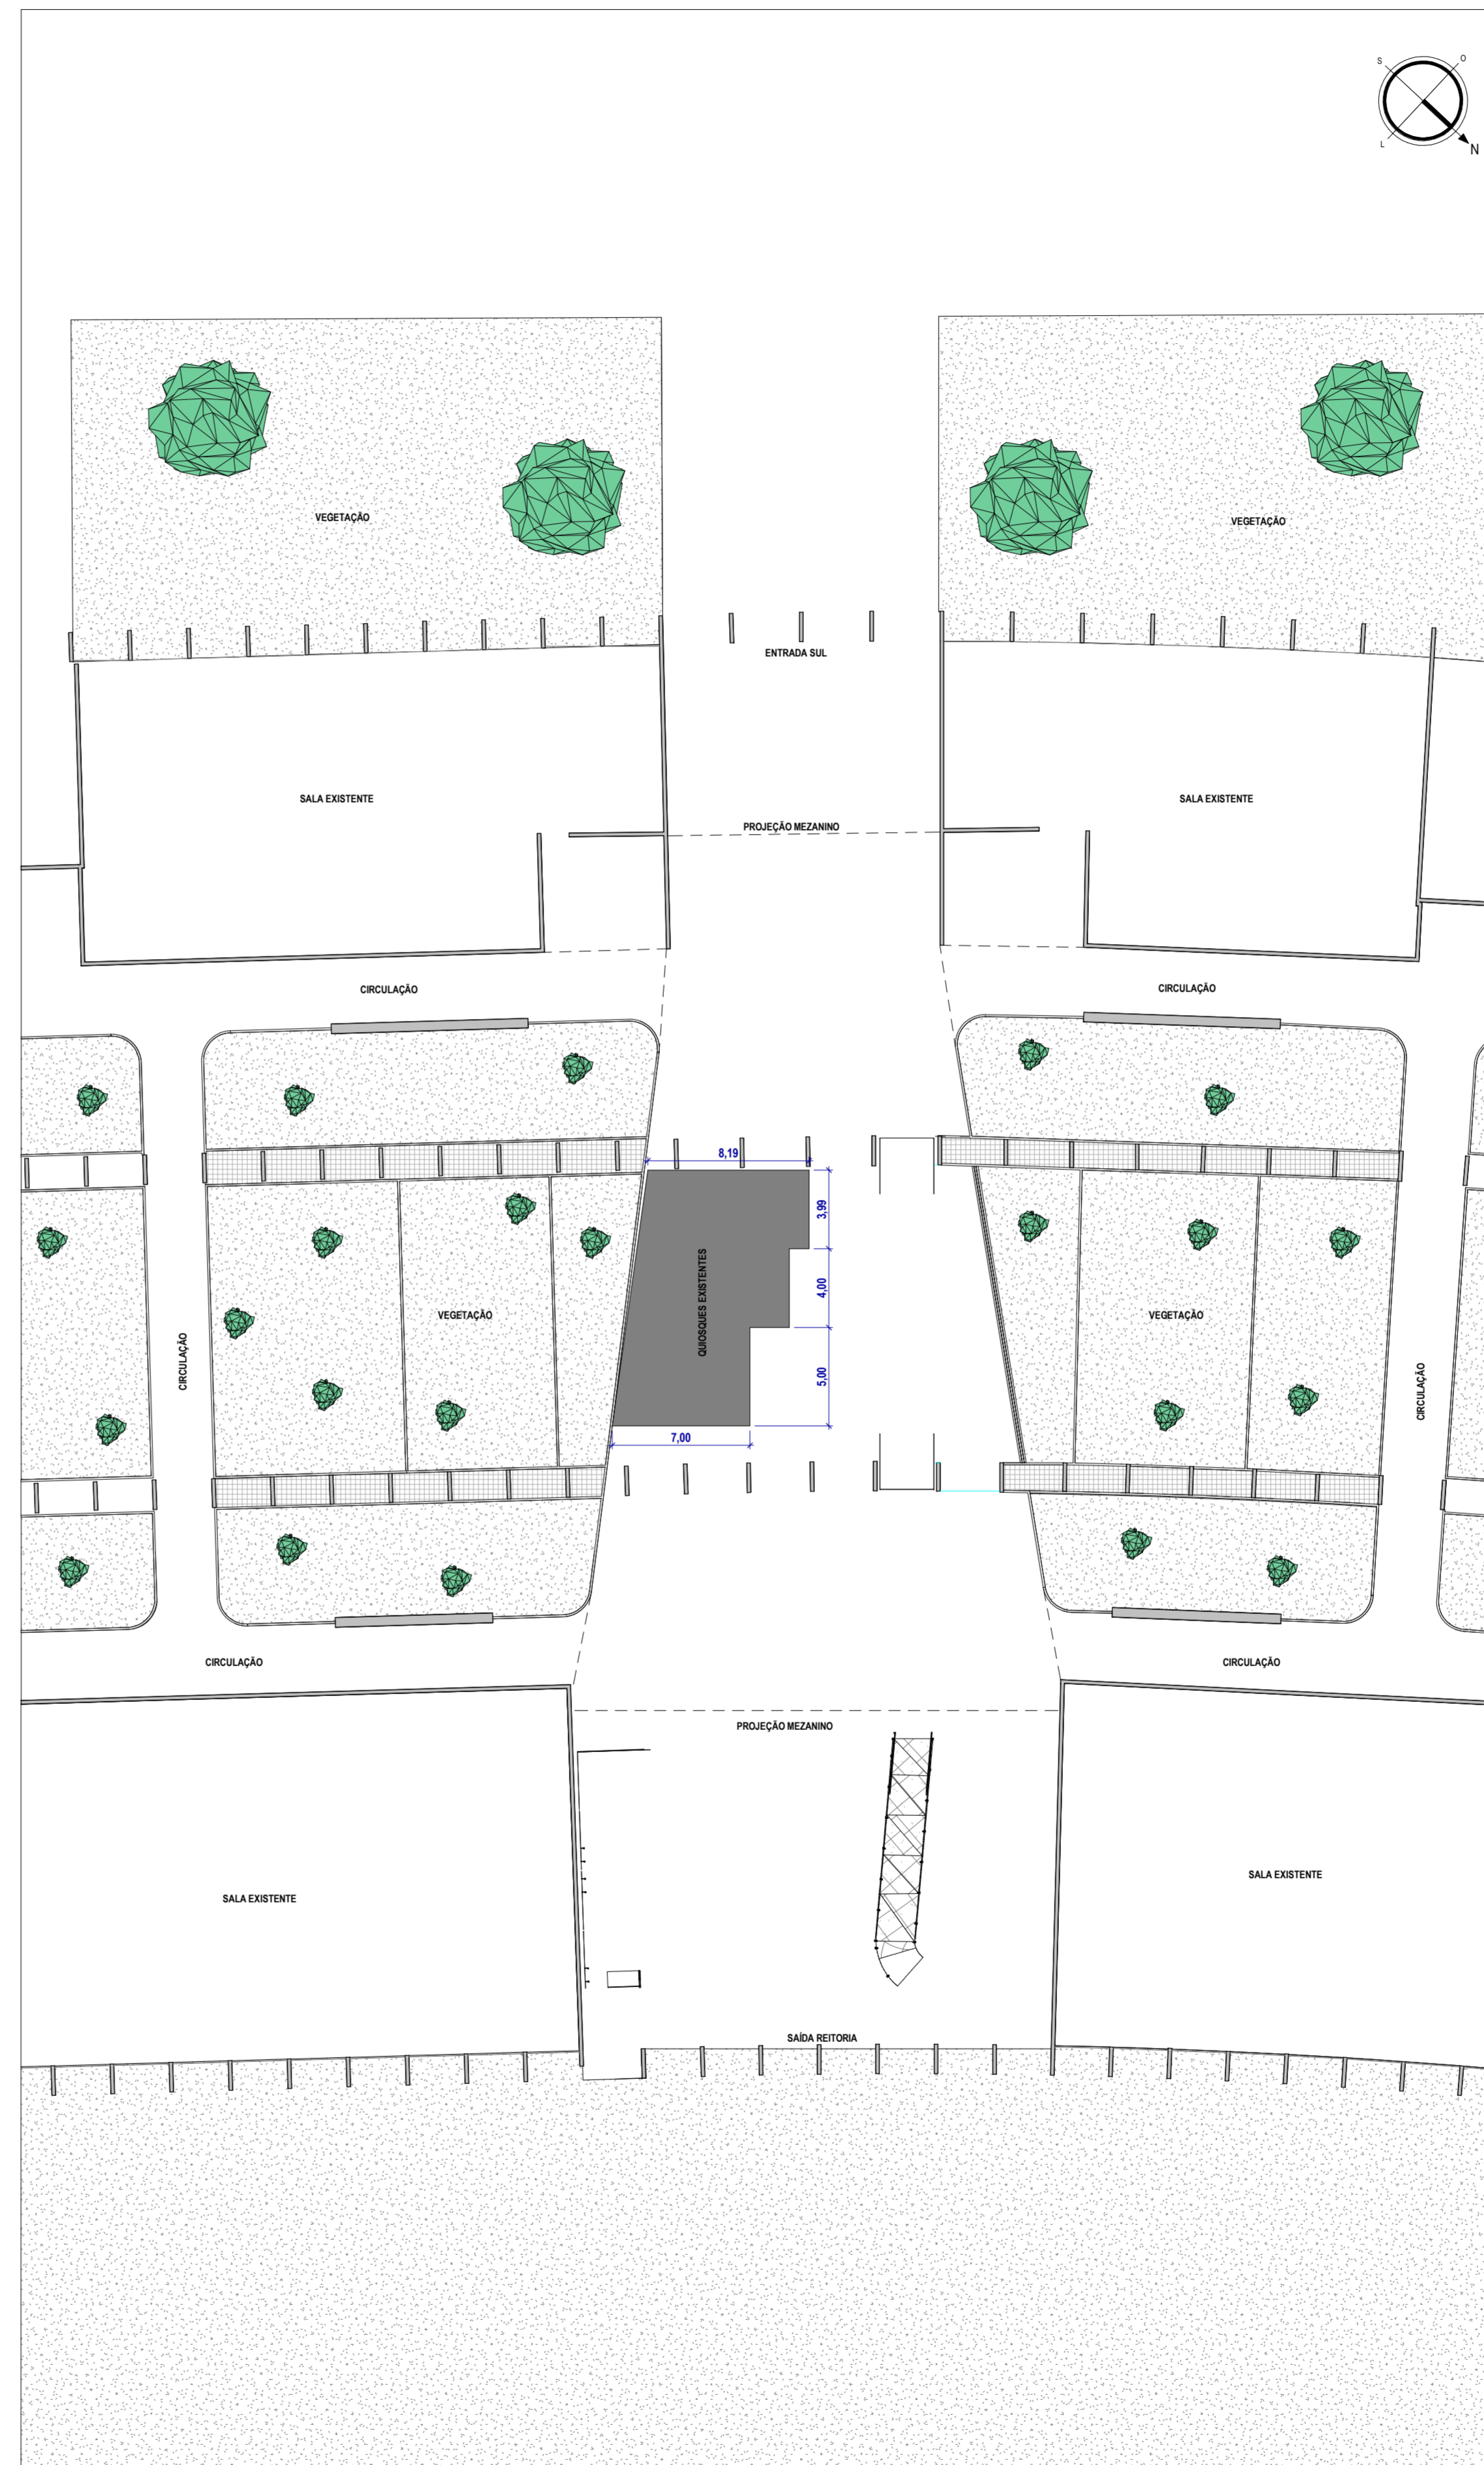 S
O
L
N
VEGETAÇÃO
VEGETAÇÃO
ENTRADA SUL
SALA EXISTENTE
SALA EXISTENTE
PROJEÇÃO MEZANINO
CIRCULAÇÃO
CIRCULAÇÃO
8,19
3,99
QUIOSQUES EXISTENTES
4,00
VEGETAÇÃO
VEGETAÇÃO
CIRCULAÇÃO
5,00
CIRCULAÇÃO
7,00
CIRCULAÇÃO
CIRCULAÇÃO
PROJEÇÃO MEZANINO
SALA EXISTENTE
SALA EXISTENTE
SAÍDA REITORIA